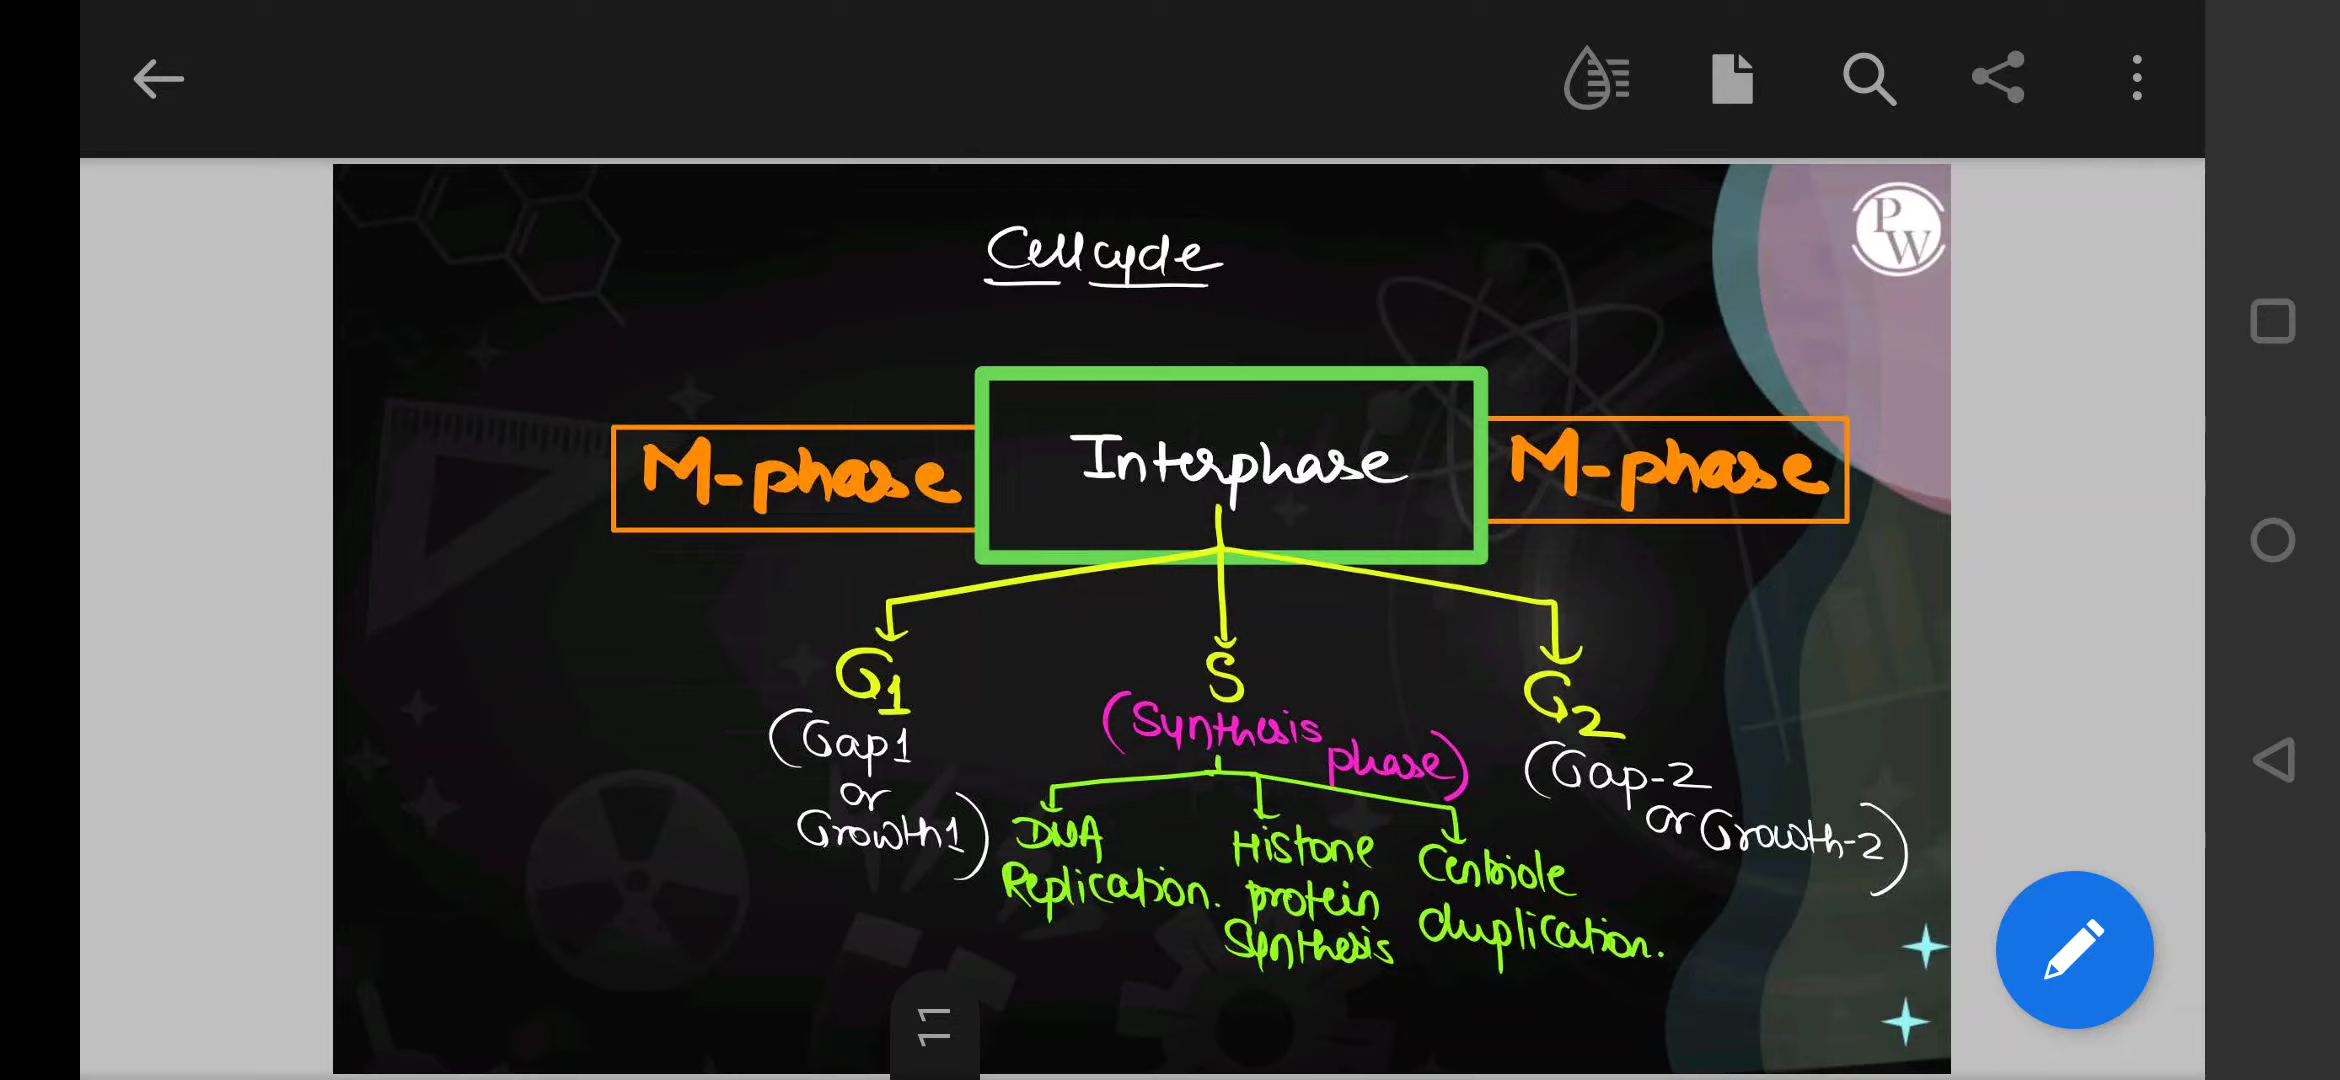 P
W
Cell cycle
M-phase
Interphase
M-phase
G1
(Gap1
or
Growth1)
S
(Synthesis
phase)
G2
(Gap-2
or Growth-2)
DNA
Replication.
Histone
protein
Synthesis
Centriole
duplication.
11